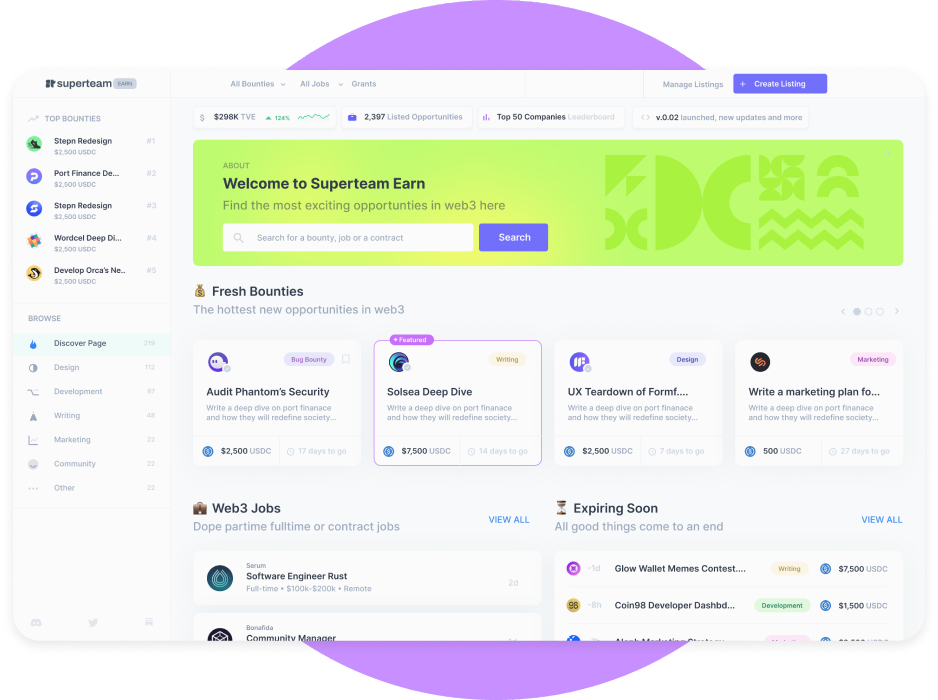 superteam EARN
All Bounties All Jobs Grants
Manage Listings
+ Create Listing
TOP BOUNTIES
Stepn Redesign #1
$2,500 USDC
Port Finance De... #2
$2,500 USDC
Stepn Redesign #3
$2,500 USDC
Wordcel Deep Di... #4
$2,500 USDC
Develop Orca's Ne.. #5
$2,500 USDC
BROWSE
Discover Page 219
Design 112
Development 97
Writing 48
Marketing 22
Community 22
Other 22
$ $298K TVE 124%
2,397 Listed Opportunities
Top 50 Companies Leaderboard
v.0.02 launched, new updates and more
ABOUT
Welcome to Superteam Earn
Find the most exciting opportunties in web3 here
Search for a bounty, job or a contract
Search
Fresh Bounties
The hottest new opportunities in web3
Bug Bounty
Audit Phantom's Security
Write a deep dive on port finanace
and how they will redefine society...
$2,500 USDC 17 days to go
+ Featured
Writing
Solsea Deep Dive
Write a deep dive on port finanace
and how they will redefine society...
$7,500 USDC 14 days to go
Design
UX Teardown of Formf....
Write a deep dive on port finanace
and how they will redefine society...
$2,500 USDC 7 days to go
Marketing
Write a marketing plan fo...
Write a deep dive on port finanace
and how they will redefine society...
500 USDC 27 days to go
Web3 Jobs
VIEW ALL
Dope partime fulltime or contract jobs
Serum
Software Engineer Rust
Full-time • $100k-$200k • Remote
2d
Bonafida
Community Manager
Expiring Soon
VIEW ALL
All good things come to an end
-1d Glow Wallet Memes Contest.... Writing $7,500 USDC
98 -8h Coin98 Developer Dashbd... Development $1,500 USDC